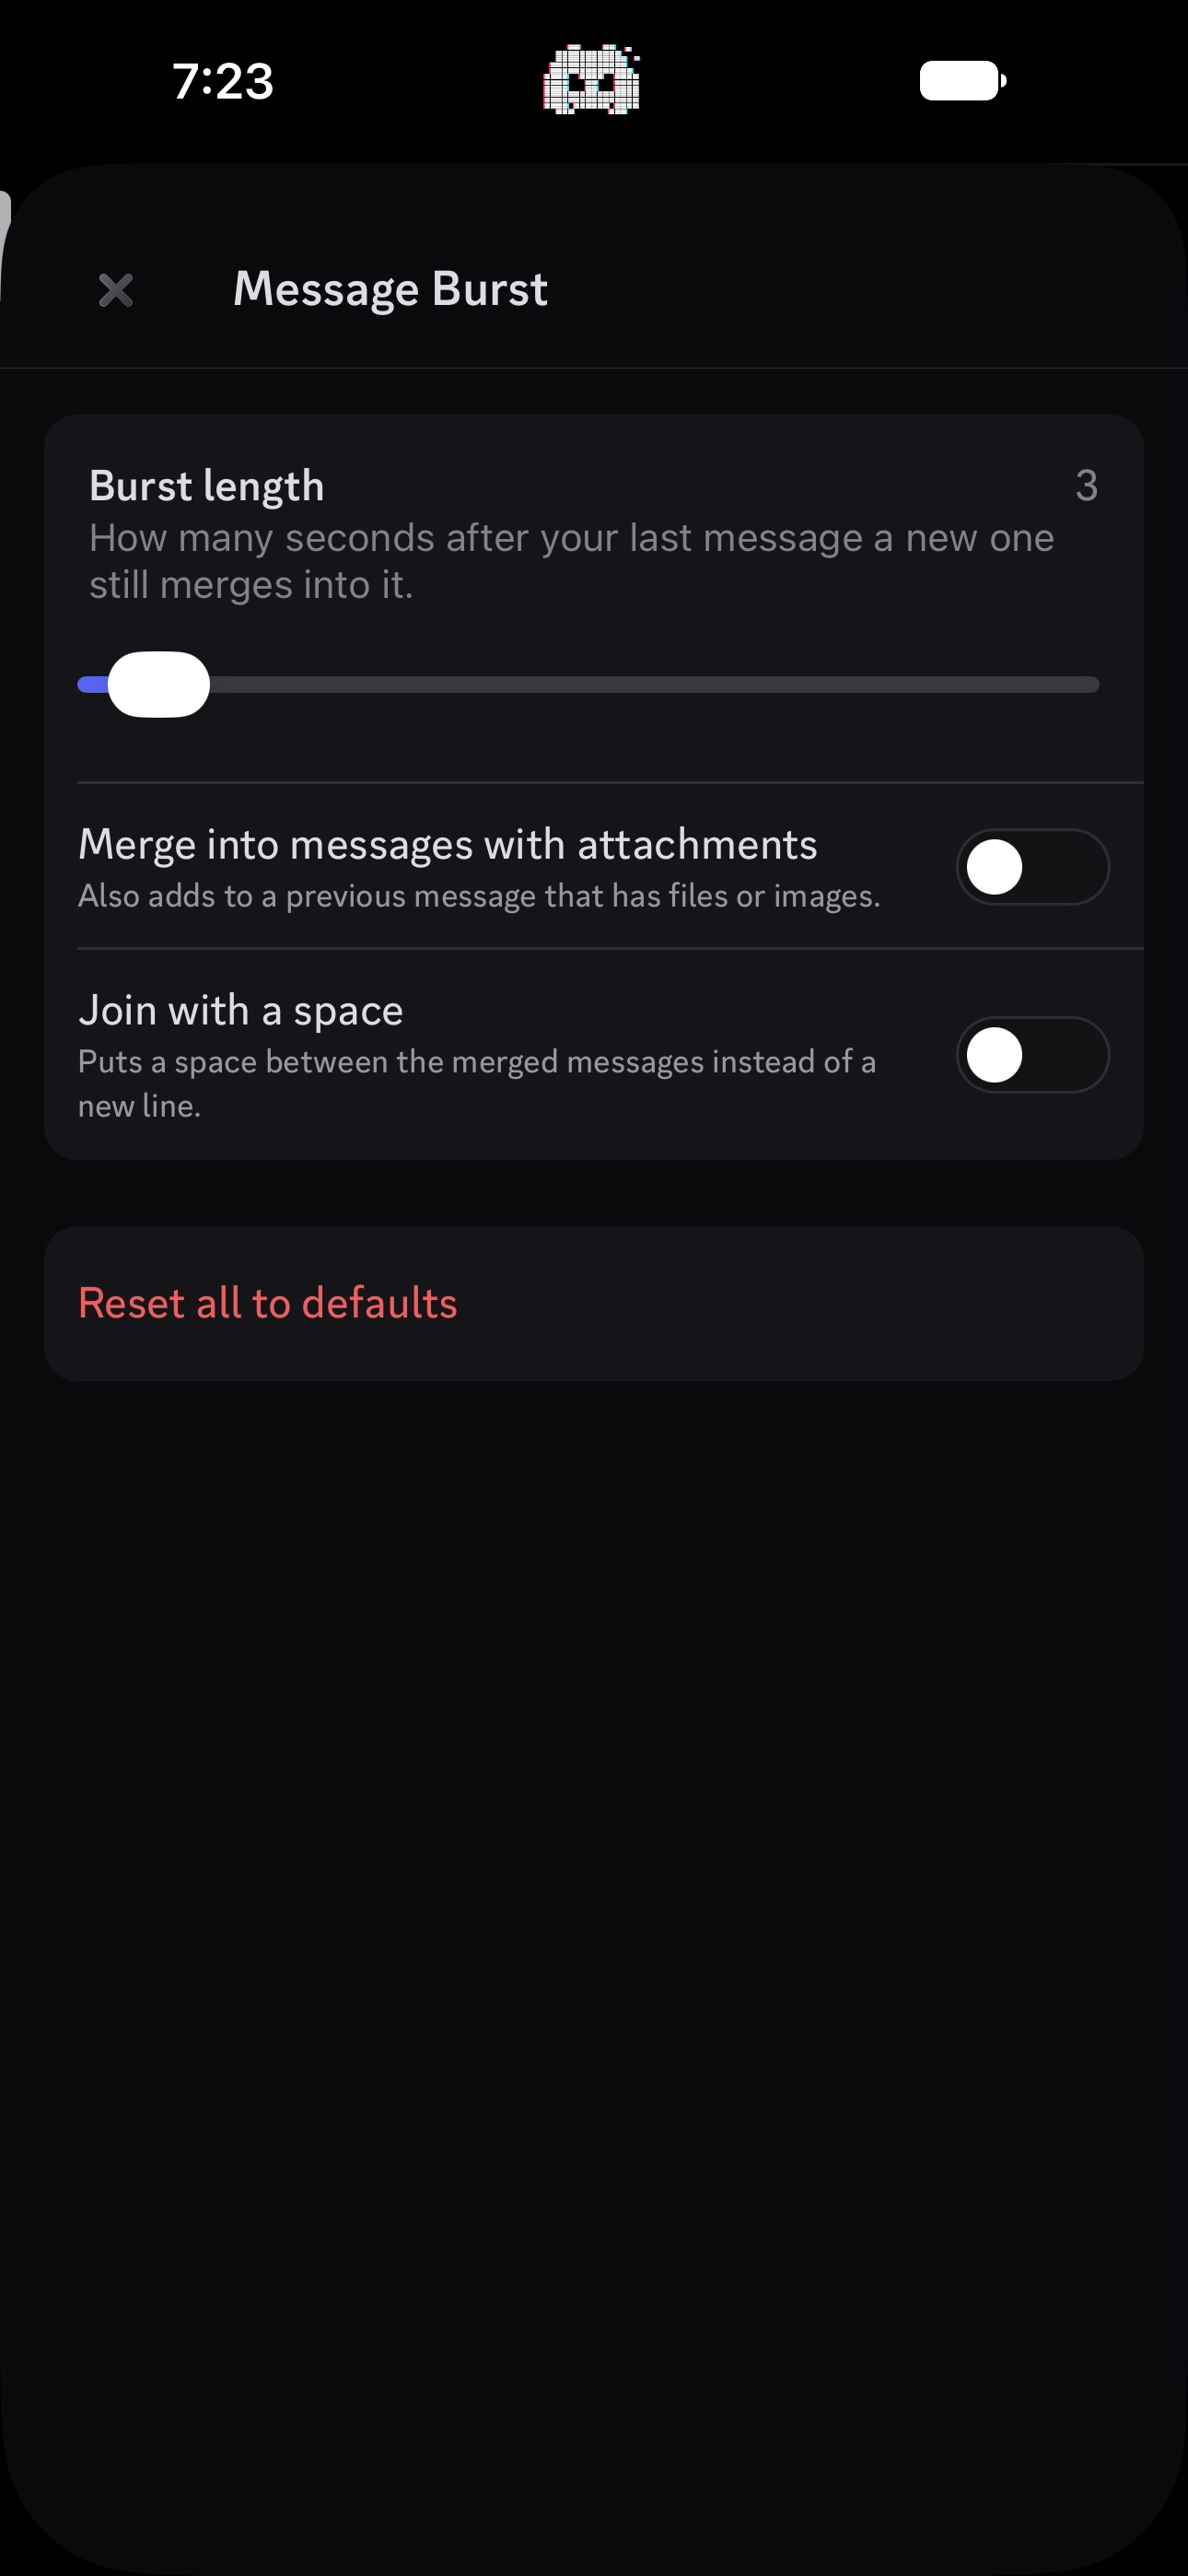 7:23
Message Burst
Burst length
3
How many seconds after your last message a new one
still merges into it.
Merge into messages with attachments
Also adds to a previous message that has files or images.
Join with a space
Puts a space between the merged messages instead of a
new line.
Reset all to defaults